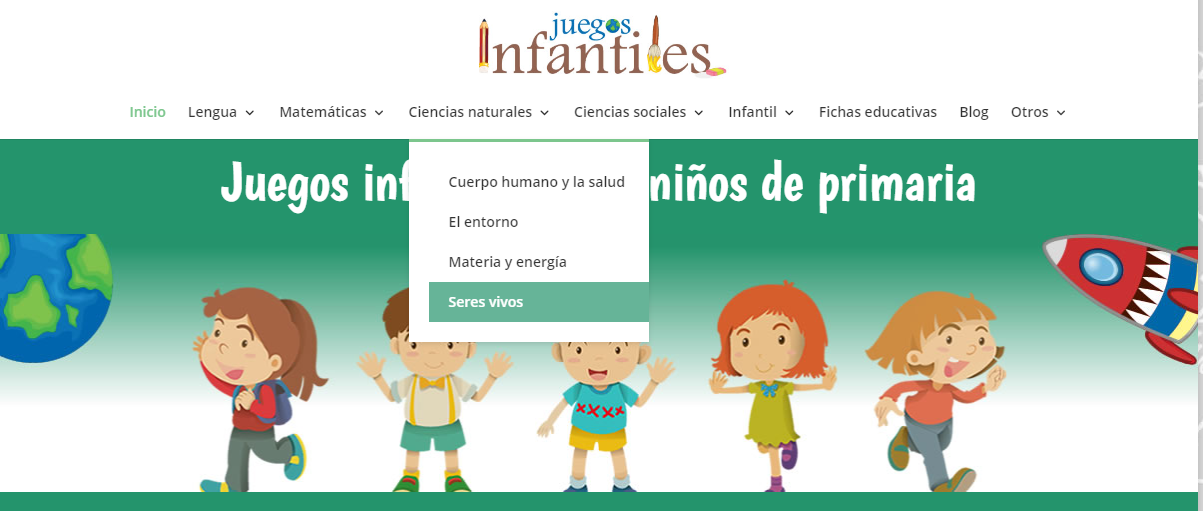 juegos
infantiles
Inicio Lengua Matemáticas Ciencias naturales Ciencias sociales Infantil Fichas educativas Blog Otros
Juegos niños de primaria
Cuerpo humano y la salud
El entorno
Materia y energía
Seres vivos